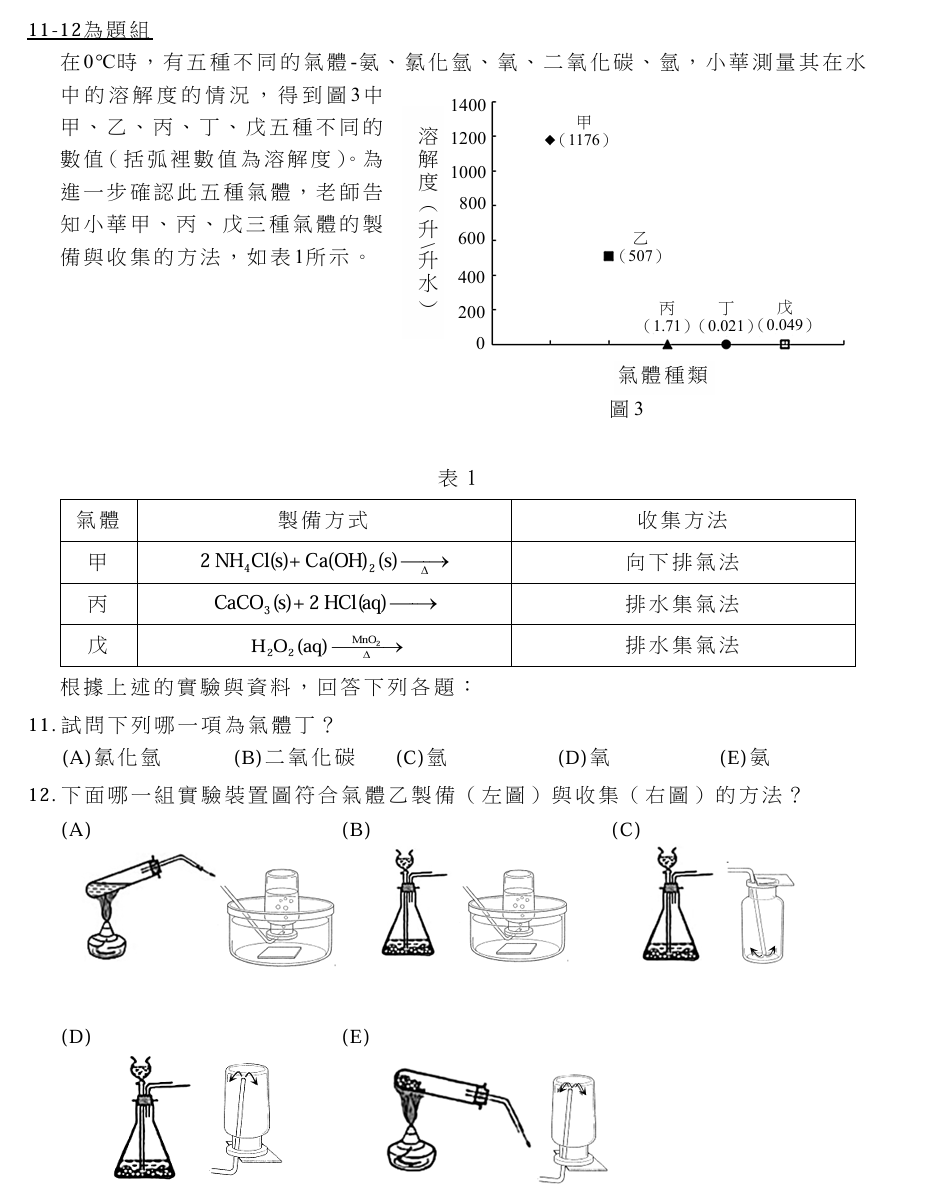 11-12為題組
在0℃時，有五種不同的氣體-氨、氯化氫、氧、二氧化碳、氫，小華測量其在水
中的溶解度的情況，得到圖3中
甲、乙、丙、丁、戊五種不同的
數值（括弧裡數值為溶解度）。為
進一步確認此五種氣體，老師告
知小華甲、丙、戊三種氣體的製
備與收集的方法，如表1所示。
溶解度（升/升水）
1400
1200
1000
800
600
400
200
0
甲
（1176）
乙
（507）
丙 丁 戊
（1.71）（0.021）（0.049）
氣體種類
圖 3
表 1
氣體 製備方式 收集方法
甲 2 NH₄Cl(s)+ Ca(OH)₂(s) ⟶ Δ 向下排氣法
丙 CaCO₃(s)+ 2 HCl(aq) ⟶ 排水集氣法
戊 H₂O₂(aq) MnO₂ ⟶ Δ 排水集氣法
根據上述的實驗與資料，回答下列各題：
11.試問下列哪一項為氣體丁？
(A)氯化氫 (B)二氧化碳 (C)氫 (D)氧 (E)氨
12.下面哪一組實驗裝置圖符合氣體乙製備（左圖）與收集（右圖）的方法？
(A) (B) (C)
(D) (E)